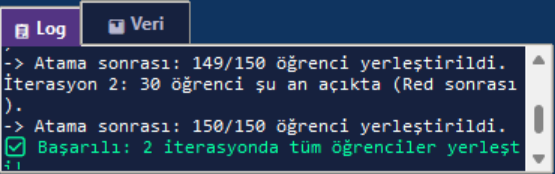 Log
Veri
-> Atama sonrası: 149/150 öğrenci yerleştirildi.
İterasyon 2: 30 öğrenci şu an açıkta (Red sonrası
).
-> Atama sonrası: 150/150 öğrenci yerleştirildi.
Başarılı: 2 iterasyonda tüm öğrenciler yerleşt